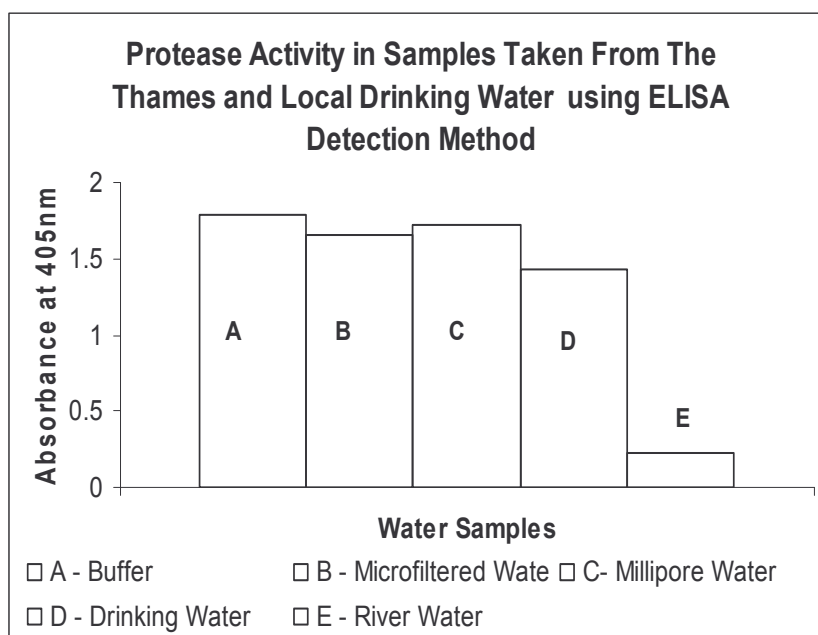 Protease Activity in Samples Taken From The
Thames and Local Drinking Water using ELISA
Detection Method
Absorbance at 405nm
2
1.5
1
0.5
0
A
B
C
D
E
Water Samples
A - Buffer
B - Microfiltered Wate
C- Millipore Water
D - Drinking Water
E - River Water